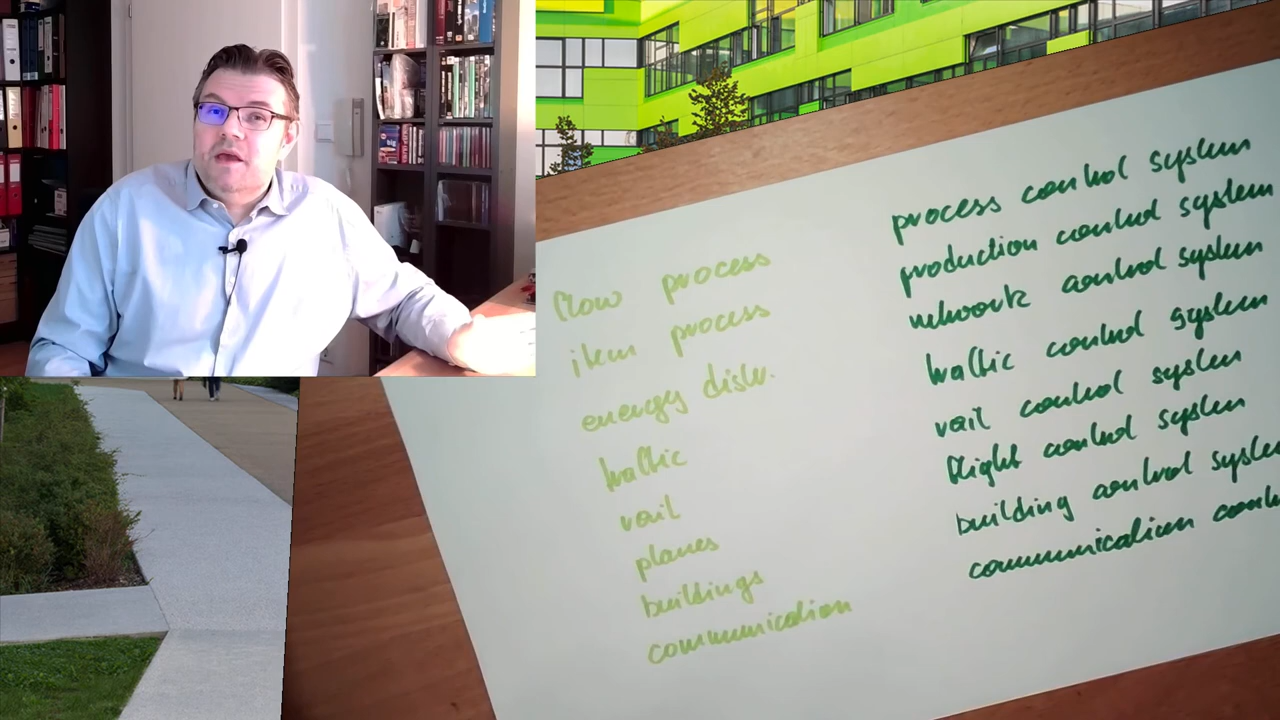 flow process
item process
energy distr.
traffic
rail
planes
buildings
communication
process control system
production control system
network control system
traffic control system
rail control system
flight control system
building control system
communication